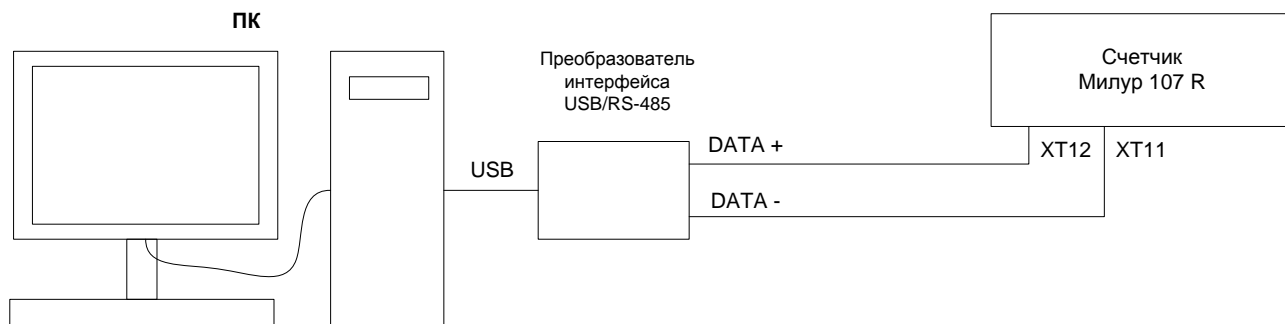 ПК
Преобразователь
интерфейса
USB/RS-485
Счетчик
Милур 107 R
USB
DATA +
DATA -
XT12
XT11